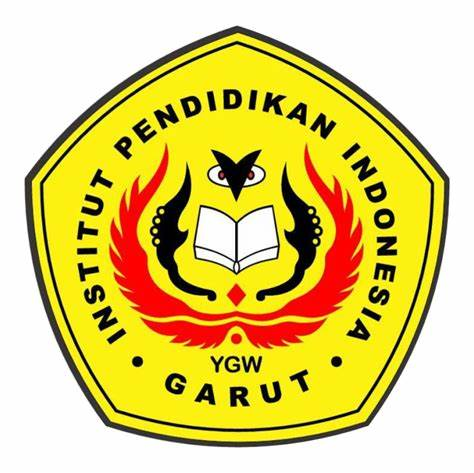 INSTITUT PENDIDIKAN INDONESIA
YGW
• GARUT •